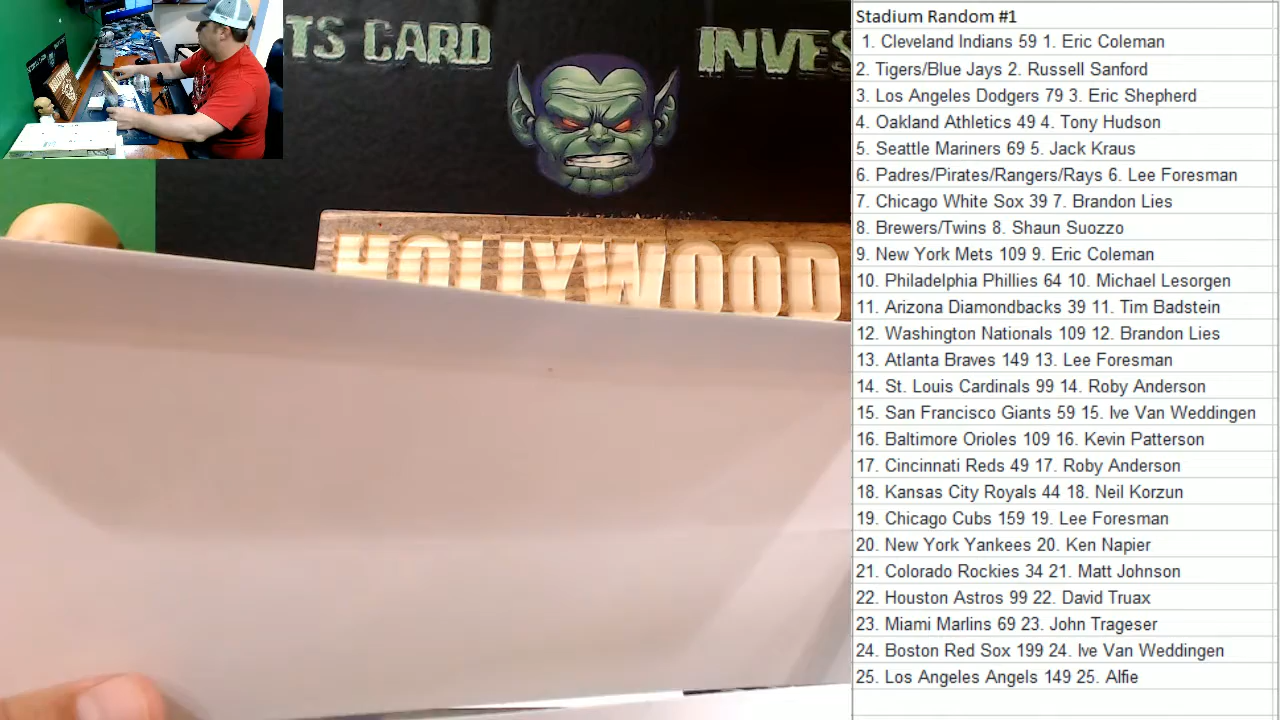 TS CARD INVES
HOLLYWOOD
Stadium Random #1
1. Cleveland Indians 59 1. Eric Coleman
2. Tigers/Blue Jays 2. Russell Sanford
3. Los Angeles Dodgers 79 3. Eric Shepherd
4. Oakland Athletics 49 4. Tony Hudson
5. Seattle Mariners 69 5. Jack Kraus
6. Padres/Pirates/Rangers/Rays 6. Lee Foresman
7. Chicago White Sox 39 7. Brandon Lies
8. Brewers/Twins 8. Shaun Suozzo
9. New York Mets 109 9. Eric Coleman
10. Philadelphia Phillies 64 10. Michael Lesorgen
11. Arizona Diamondbacks 39 11. Tim Badstein
12. Washington Nationals 109 12. Brandon Lies
13. Atlanta Braves 149 13. Lee Foresman
14. St. Louis Cardinals 99 14. Roby Anderson
15. San Francisco Giants 59 15. Ive Van Weddingen
16. Baltimore Orioles 109 16. Kevin Patterson
17. Cincinnati Reds 49 17. Roby Anderson
18. Kansas City Royals 44 18. Neil Korzun
19. Chicago Cubs 159 19. Lee Foresman
20. New York Yankees 20. Ken Napier
21. Colorado Rockies 34 21. Matt Johnson
22. Houston Astros 99 22. David Truax
23. Miami Marlins 69 23. John Trageser
24. Boston Red Sox 199 24. Ive Van Weddingen
25. Los Angeles Angels 149 25. Alfie